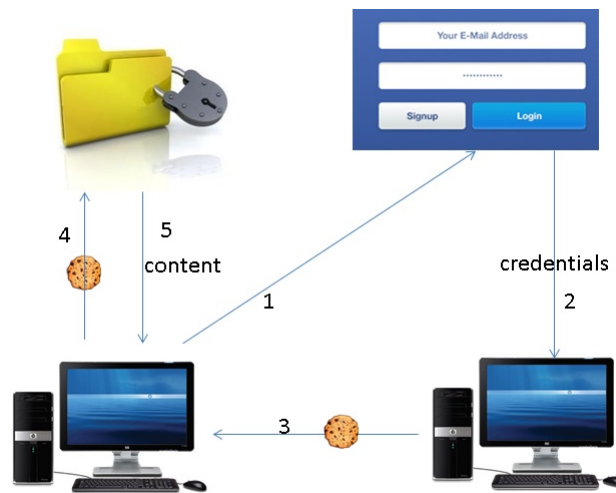 Your E-Mail Address
············
Signup
Login
4
5
content
credentials
1
2
3